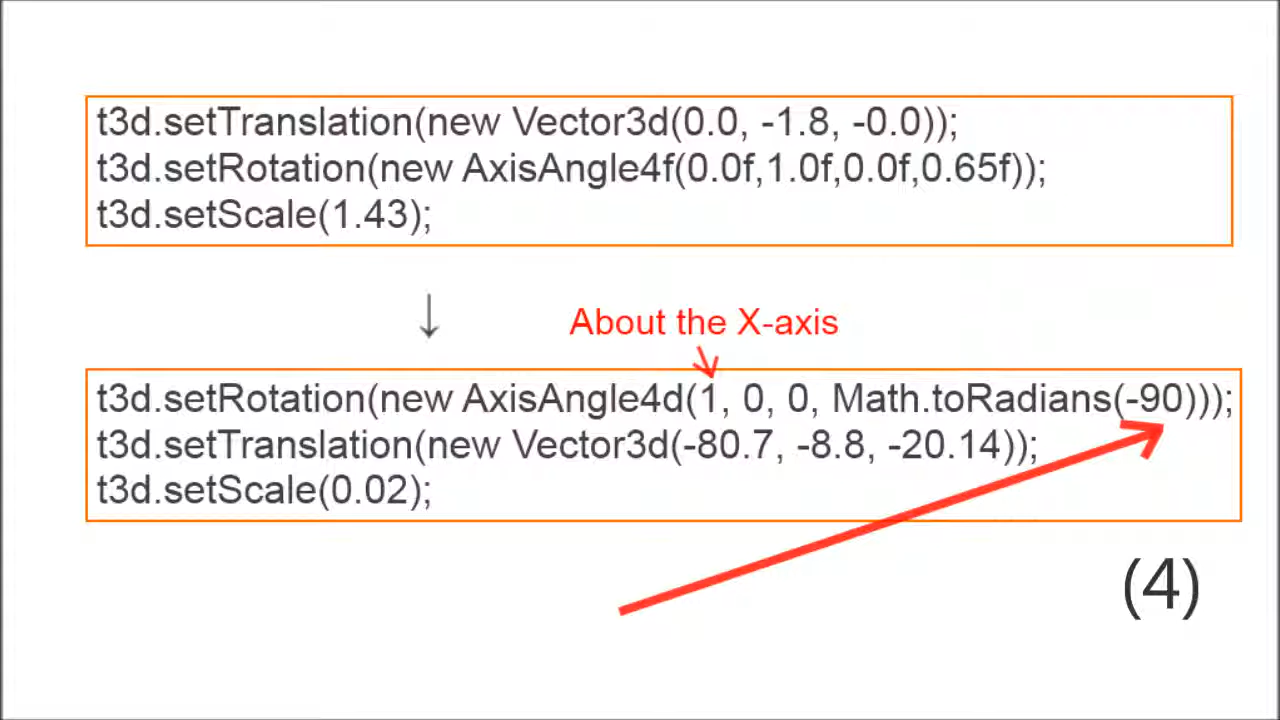 t3d.setTranslation(new Vector3d(0.0, -1.8, -0.0));
t3d.setRotation(new AxisAngle4f(0.0f,1.0f,0.0f,0.65f));
t3d.setScale(1.43);
↓
About the X-axis
t3d.setRotation(new AxisAngle4d(1, 0, 0, Math.toRadians(-90)));
t3d.setTranslation(new Vector3d(-80.7, -8.8, -20.14));
t3d.setScale(0.02);
(4)